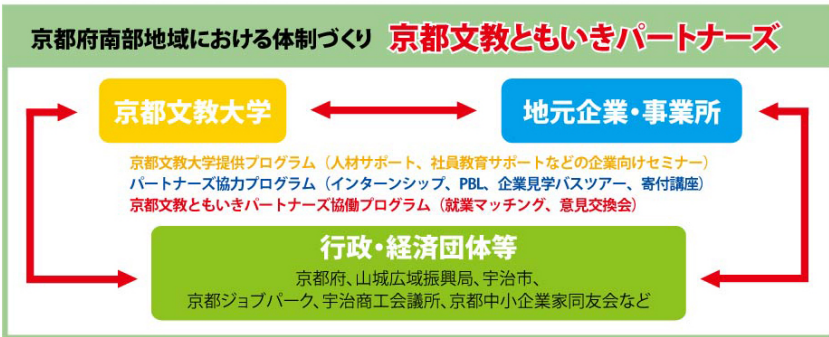 京都府南部地域における体制づくり 京都文教ともいきパートナーズ
京都文教大学
地元企業・事業所
京都文教大学提供プログラム（人材サポート、社員教育サポートなどの企業向けセミナー）
パートナーズ協力プログラム（インターンシップ、PBL、企業見学バスツアー、寄付講座）
京都文教ともいきパートナーズ協働プログラム（就業マッチング、意見交換会）
行政・経済団体等
京都府、山城広域振興局、宇治市、
京都ジョブパーク、宇治商工会議所、京都中小企業家同友会など